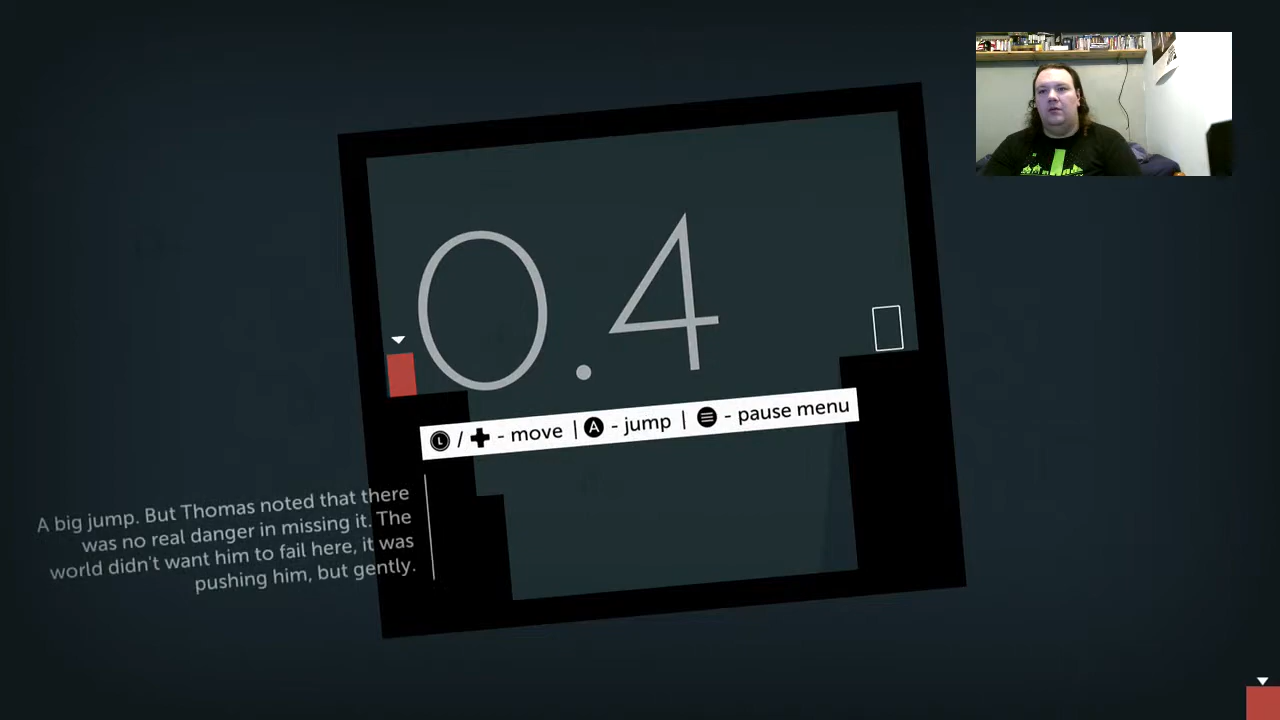 0.4
L / - move | A - jump | - pause menu
A big jump. But Thomas noted that there
was no real danger in missing it. The
world didn't want him to fail here, it was
pushing him, but gently.